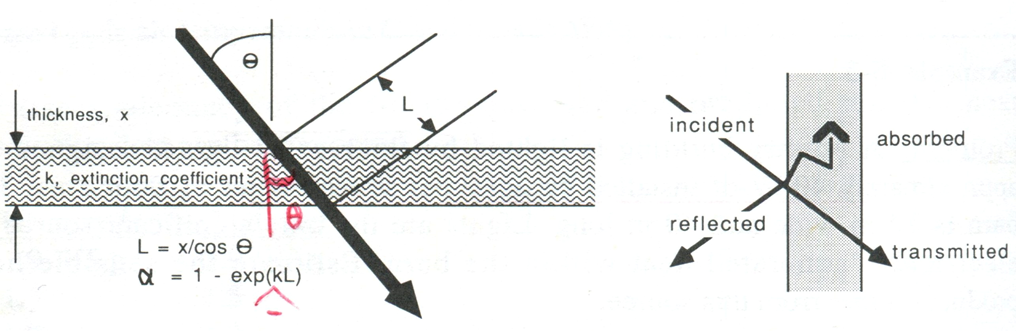 Θ
thickness, x
L
k, extinction coefficient
θ
L = x/cos Θ
α = 1 - exp(kL)
incident
absorbed
reflected
transmitted